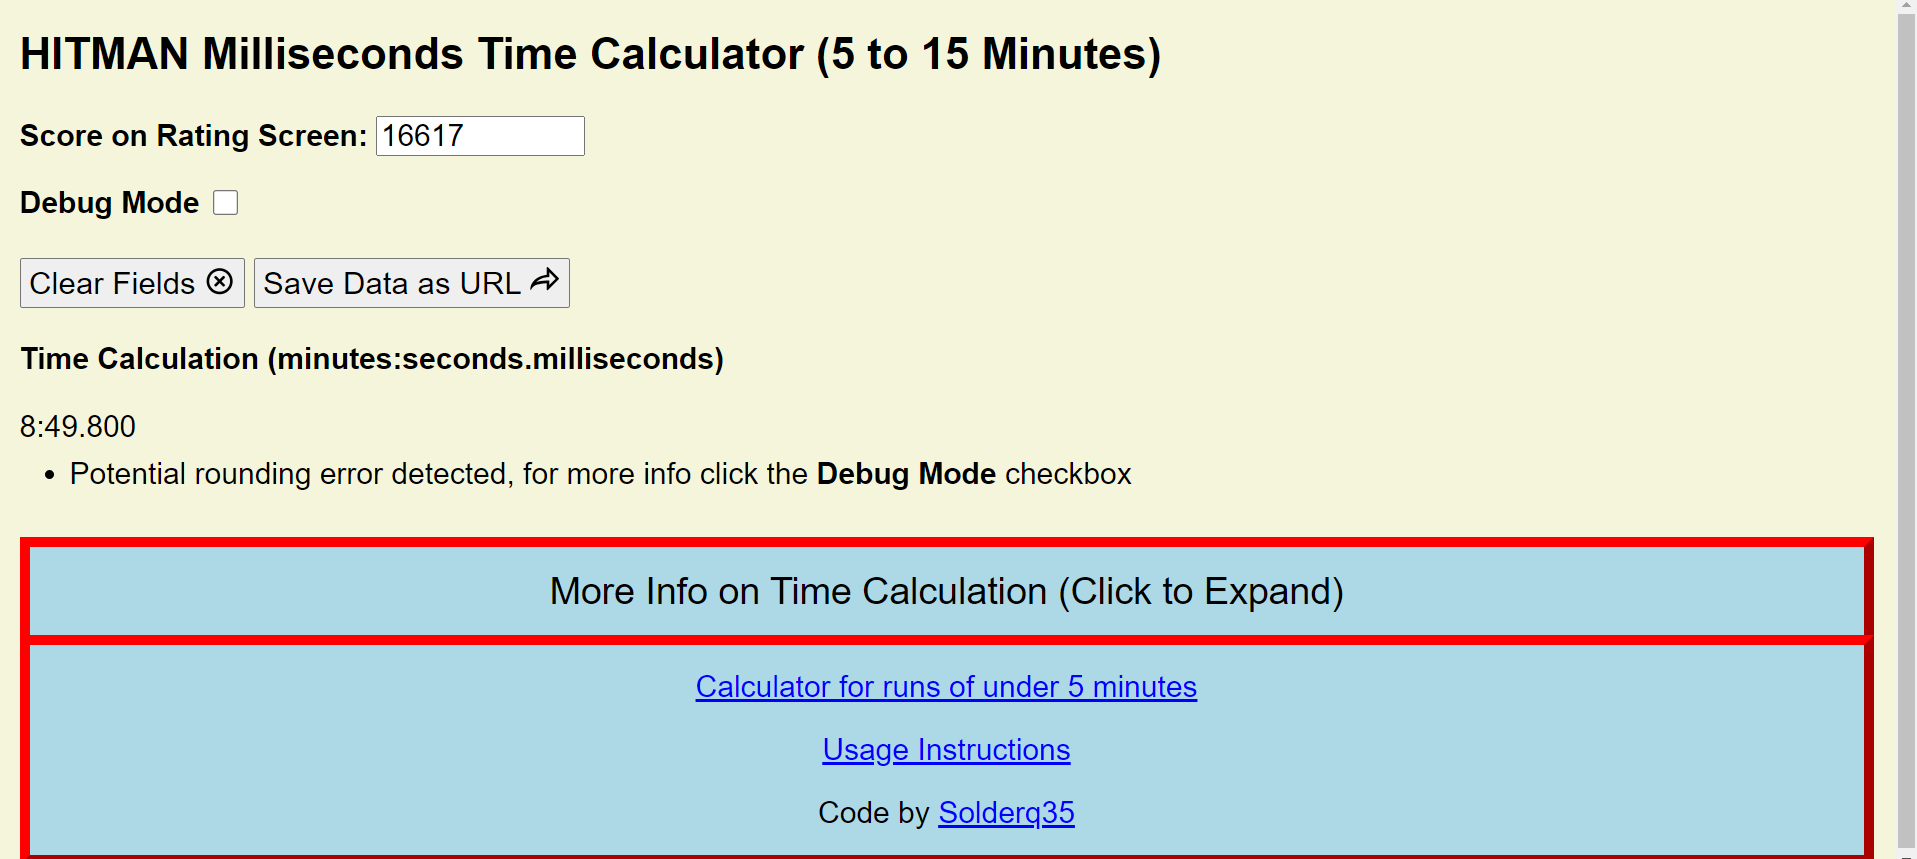 HITMAN Milliseconds Time Calculator (5 to 15 Minutes)
Score on Rating Screen: 16617
Debug Mode
Clear Fields Save Data as URL
Time Calculation (minutes:seconds.milliseconds)
8:49.800
• Potential rounding error detected, for more info click the Debug Mode checkbox
More Info on Time Calculation (Click to Expand)
Calculator for runs of under 5 minutes
Usage Instructions
Code by Solderq35